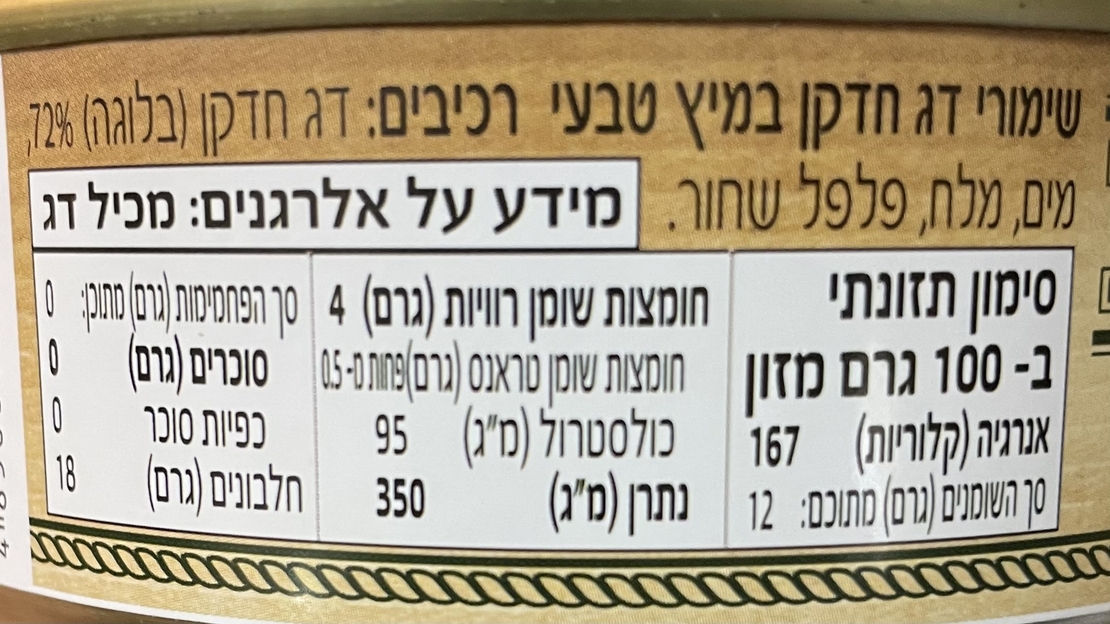 שימורי דג חדקן במיץ טבעי רכיבים: דג חדקן (בלוגה) 72%,
מים, מלח, פלפל שחור.
מידע על אלרגנים: מכיל דג
סימון תזונתי
ב- 100 גרם מזון
אנרגיה (קלוריות) 167
סך השומנים (גרם) מתוכם: 12
חומצות שומן רוויות (גרם) 4
חומצות שומן טראנס (גרם) פחות מ- 0.5
כולסטרול (מ"ג) 95
נתרן (מ"ג) 350
סך הפחמימות (גרם) מתוכן: 0
סוכרים (גרם) 0
כפיות סוכר 0
חלבונים (גרם) 18